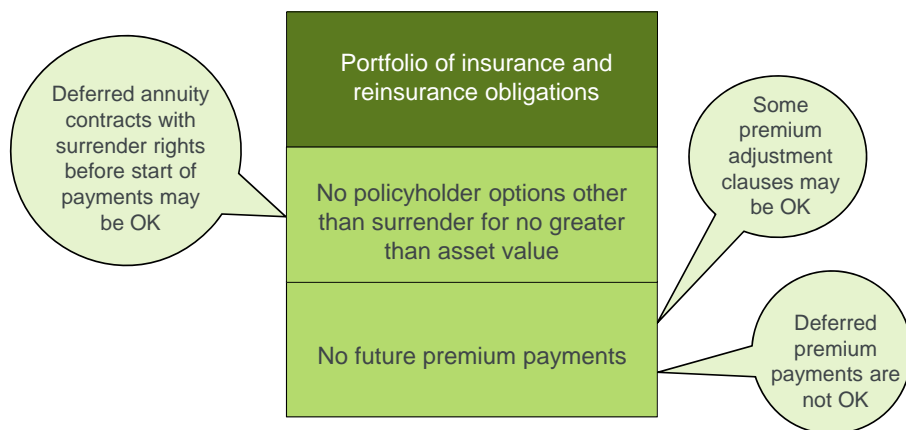 Portfolio of insurance and
reinsurance obligations
Deferred annuity
contracts with
surrender rights
before start of
payments may
be OK
No policyholder options other
than surrender for no greater
than asset value
Some
premium
adjustment
clauses may
be OK
No future premium payments
Deferred
premium
payments are
not OK